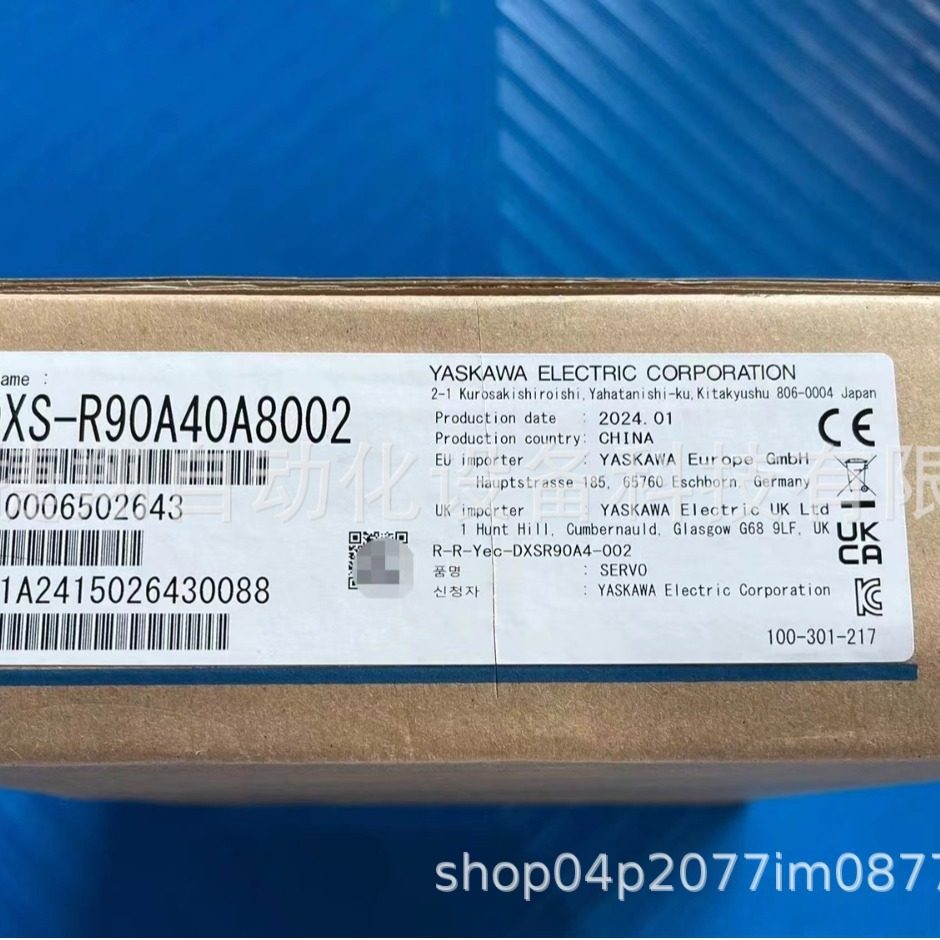 ame :
YASKAWA ELECTRIC CORPORATION
2-1 Kurosakishiroishi, Yahatanishi-ku, Kitakyushu 806-0004 Japan
XS-R90A40A8002
Production date : 2024.01
Production country: CHINA
EU importer : YASKAWA Europe GmbH
Hauptstrasse 185, 65760 Eschborn, Germany
0006502643
UK importer : YASKAWA Electric UK Ltd
1 Hunt Hill, Cumbernauld, Glasgow G68 9LF, UK
R-R-Yec-DXSR90A4-002
품명 : SERVO
1A2415026430088
신청자 : YASKAWA Electric Corporation
100-301-217
CE
UK
CA
自动化设备科技有限
shop04p2077im0877